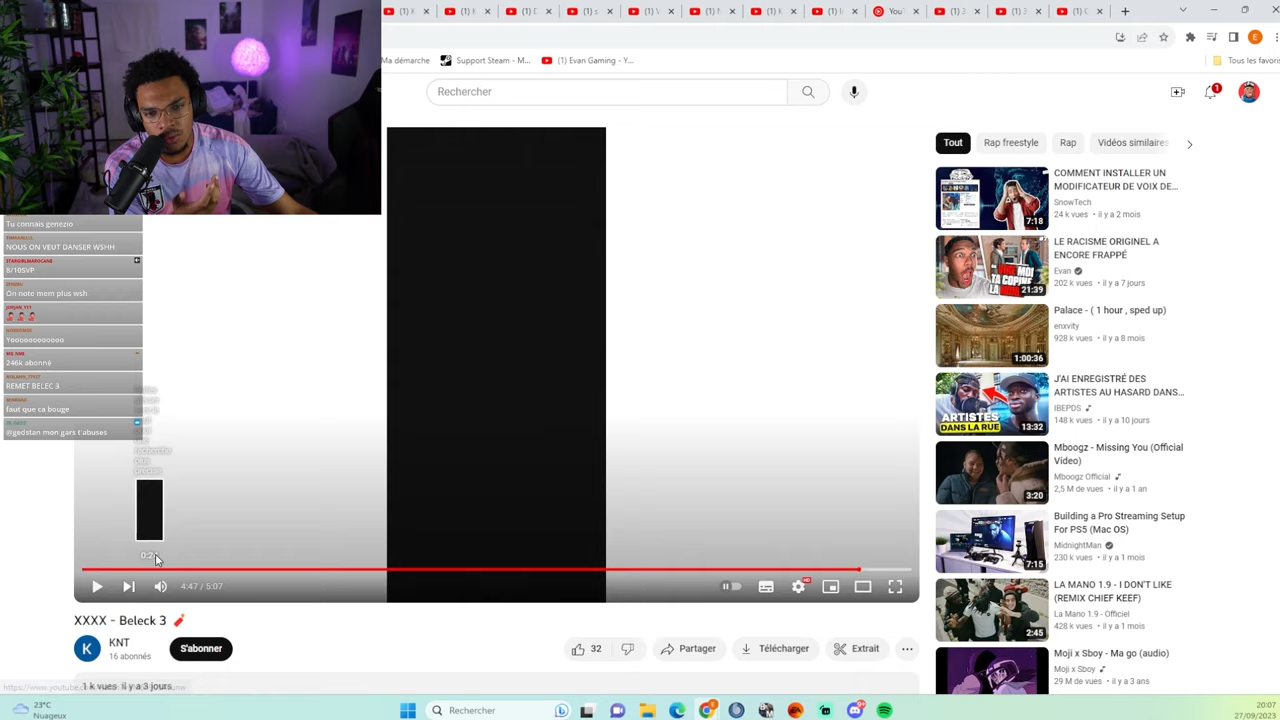 Ma démarche
Support Steam - M...
(1) Evan Gaming - Y...
Tous les favoris
Rechercher
1
Tout
Rap freestyle
Rap
Vidéos similaires
COMMENT INSTALLER UN
MODIFICATEUR DE VOIX DE...
SnowTech
24 k vues • il y a 2 mois
7:18
LE RACISME ORIGINEL A
ENCORE FRAPPÉ
Evan
202 k vues • il y a 7 jours
21:39
Palace - ( 1 hour , sped up)
enxvity
928 k vues • il y a 8 mois
1:00:36
J'AI ENREGISTRÉ DES
ARTISTES AU HASARD DANS...
IBEPDS
148 k vues • il y a 10 jours
ARTISTES
DANS LA RUE
13:32
Mboogz - Missing You (Official
Video)
Mboogz Official
2,5 M de vues • il y a 1 an
3:20
Building a Pro Streaming Setup
For PS5 (Mac OS)
MidnightMan
230 k vues • il y a 1 mois
7:15
LA MANO 1.9 - I DON'T LIKE
(REMIX CHIEF KEEF)
La Mano 1.9 - Officiel
428 k vues • il y a 1 mois
2:45
Moji x Sboy - Ma go (audio)
Moji x Sboy
29 M de vues • il y a 3 ans
Tu connais genezio
NOUS ON VEUT DANSER WSHH
8/10SVP
On note mem plus wsh
Yoooooooooooo
246k abonné
REMET BELEC 3
faut que ca bouge
@gedstan mon gars t'abuses
4:47 / 5:07
XXXX - Beleck 3
KNT
16 abonnés
S'abonner
32
Partager
Télécharger
Extrait
1 k vues il y a 3 jours
23°C
Nuageux
Rechercher
20:07
27/09/2023